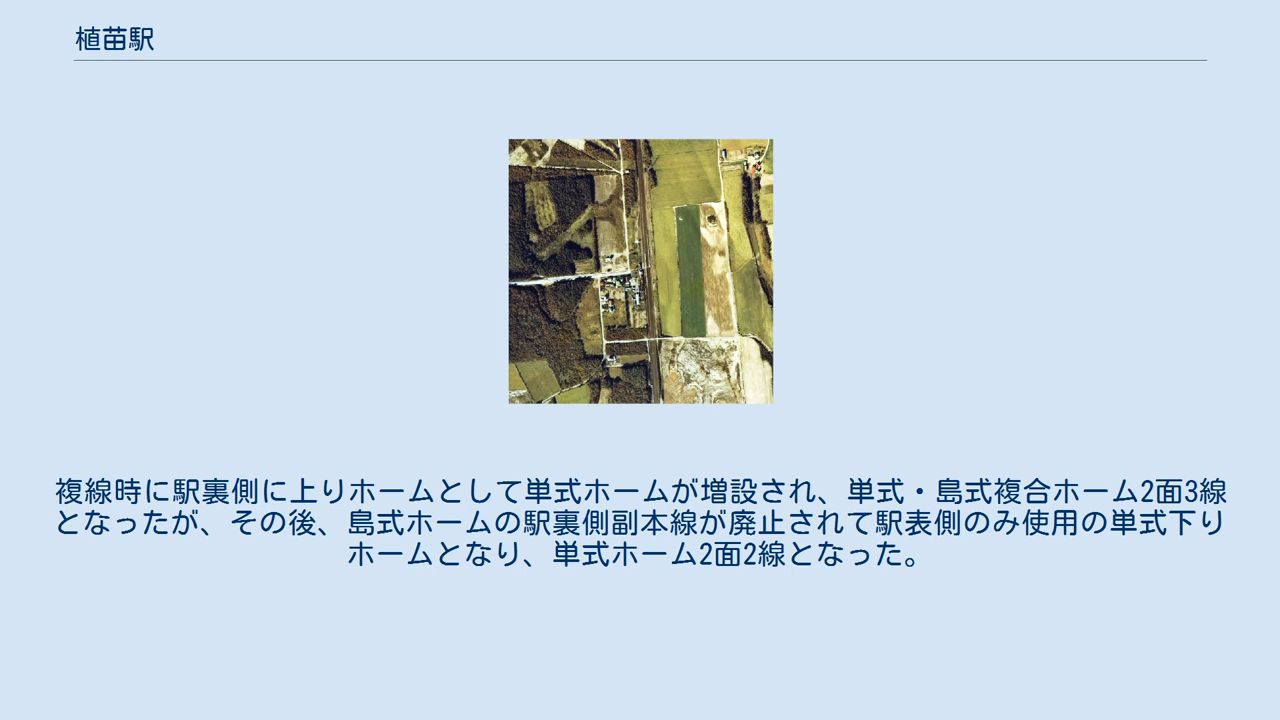 植苗駅
複線時に駅裏側に上りホームとして単式ホームが増設され、単式・島式複合ホーム2面3線
となったが、その後、島式ホームの駅裏側副本線が廃止されて駅表側のみ使用の単式下り
ホームとなり、単式ホーム2面2線となった。